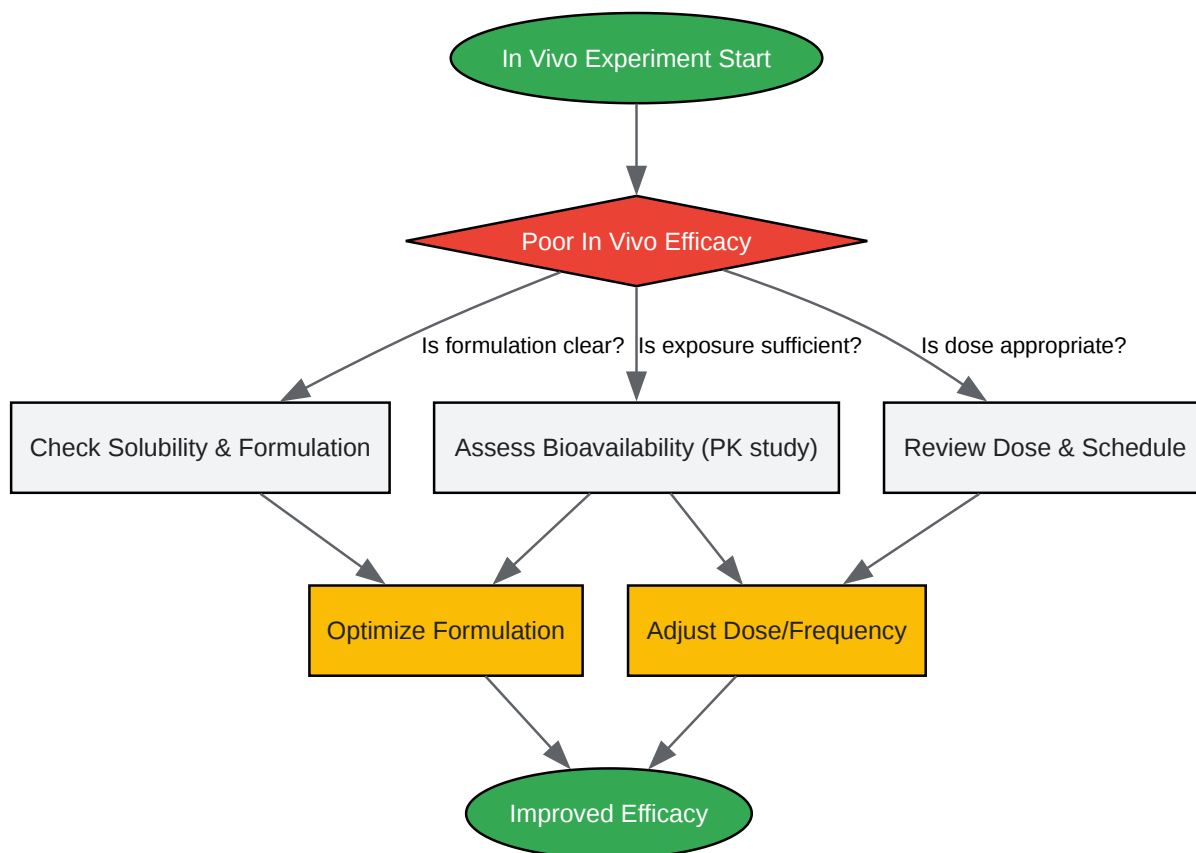 In Vivo Experiment Start
Poor In Vivo Efficacy
Is formulation clear?
Is exposure sufficient?
Is dose appropriate?
Check Solubility & Formulation
Assess Bioavailability (PK study)
Review Dose & Schedule
Optimize Formulation
Adjust Dose/Frequency
Improved Efficacy